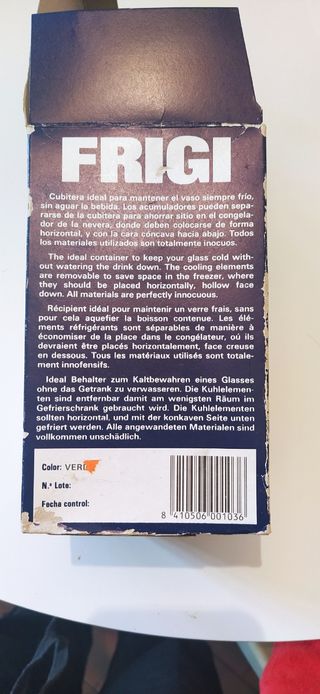 FRIGI
Cubitera ideal para mantener el vaso siempre frío,
sin aguar la bebida. Los acumuladores pueden sepa-
rarse de la cubitera para ahorrar sitio en el congela-
dor de la nevera, donde deben colocarse de forma
horizontal, y con la cara cóncava hacia abajo. Todos
los materiales utilizados son totalmente inocuos.
The ideal container to keep your glass cold with-
out watering the drink down. The cooling elements
are removable to save space in the freezer, where
they should be placed horizontally, hollow face
down. All materials are perfectly innocuous.
Récipient idéal pour maintenir un verre frais, sans
pour cela aquefier la boisson contenue. Les élé-
ments réfrigérants sont séparables de manière à
économiser de la place dans le congélateur, oú ils
devraient être placés horizontalement, face creuse
en dessous. Tous les matériaux utilisés sont totale-
ment innofensifs.
Ideal Behalter zum Kaltbewahren eines Glasses
ohne das Getrank zu verwassern. Die Kuhlelemen-
ten sind entfernbar damit am wenigsten Räum im
Gefrierschrank gebraucht wird. Die Kuhlelementen
sollten horizontal, und mit der konkaven Seite unten
gefriert werden. Alle angewandeten Materialen sind
vollkommen unschädlich.
Color: VERD
N.º Lote:
Fecha control:
8 410506 001036